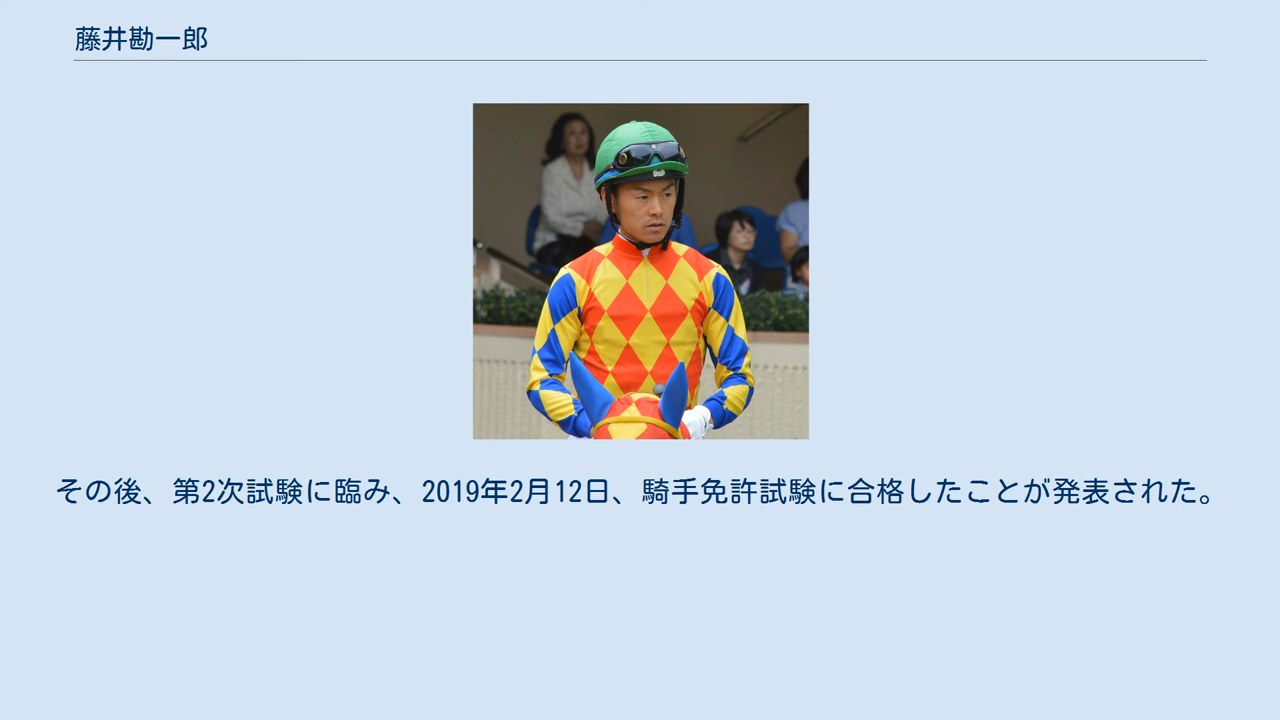 藤井勘一郎
その後、第2次試験に臨み、2019年2月12日、騎手免許試験に合格したことが発表された。